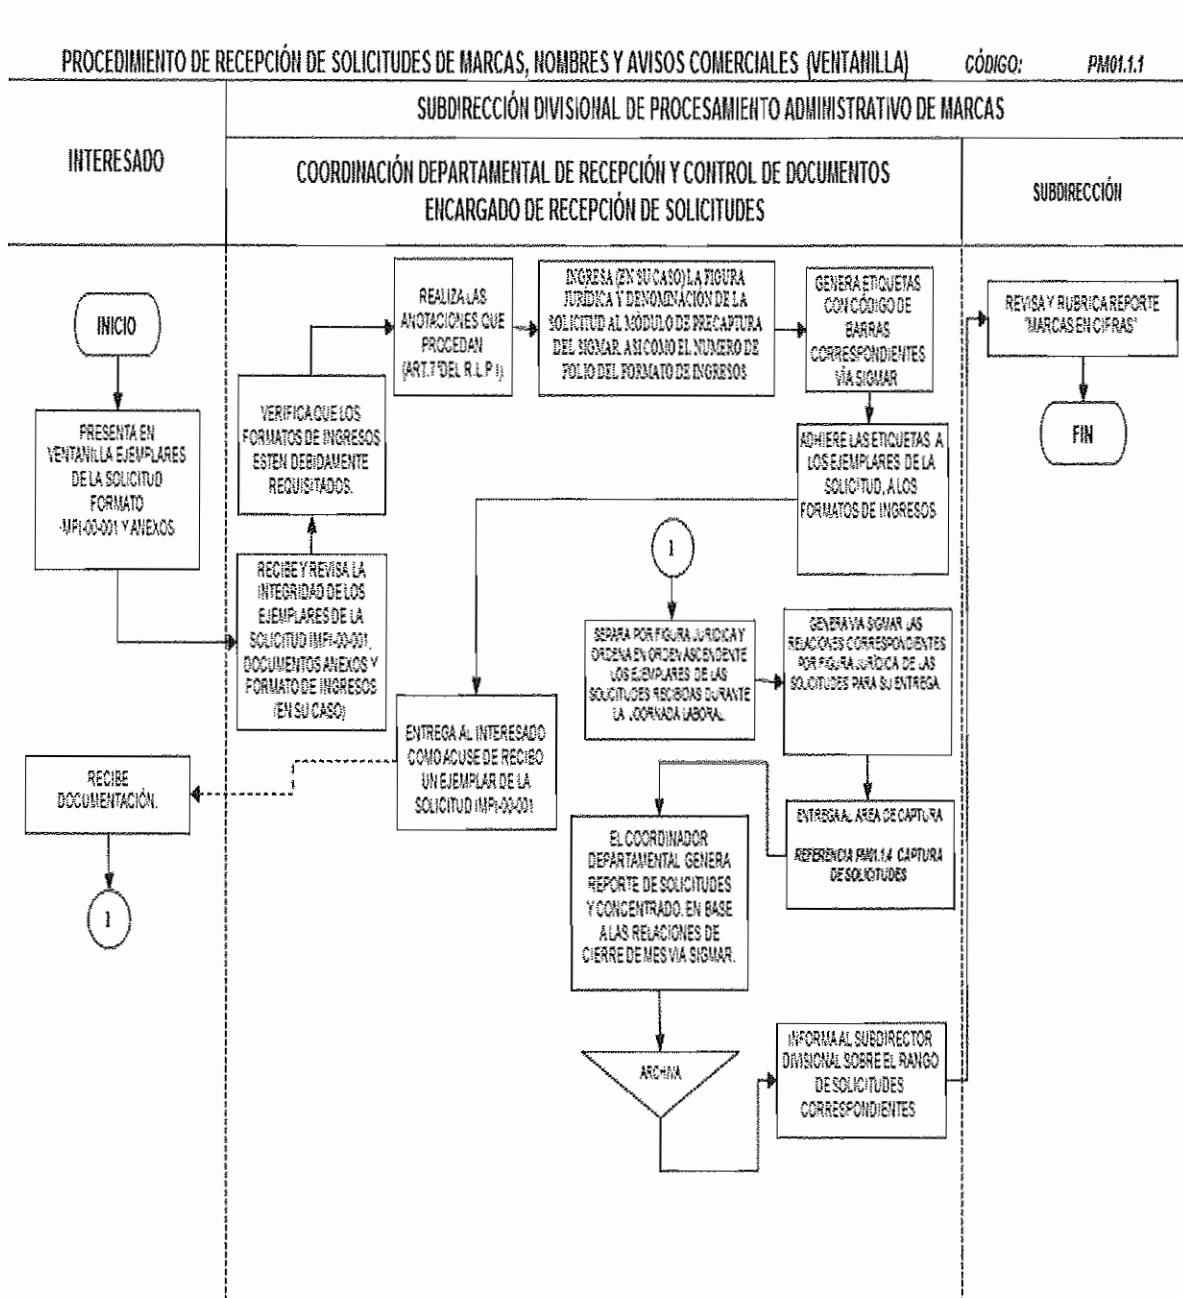 PROCEDIMIENTO DE RECEPCIÓN DE SOLICITUDES DE MARCAS, NOMBRES Y AVISOS COMERCIALES (VENTANILLA) CÓDIGO: PM01.1.1
SUBDIRECCIÓN DIVISIONAL DE PROCESAMIENTO ADMINISTRATIVO DE MARCAS
INTERESADO
COORDINACIÓN DEPARTAMENTAL DE RECEPCIÓN Y CONTROL DE DOCUMENTOS
ENCARGADO DE RECEPCIÓN DE SOLICITUDES
SUBDIRECCIÓN
INICIO
PRESENTA EN
VENTANILLA EJEMPLARES
DE LA SOLICITUD
FORMATO
IMPI-00-001 Y ANEXOS
RECIBE Y REVISA LA
INTEGRIDAD DE LOS
EJEMPLARES DE LA
SOLICITUD IMPI-00-001,
DOCUMENTOS ANEXOS Y
FORMATO DE INGRESOS
(EN SU CASO)
VERIFICA QUE LOS
FORMATOS DE INGRESOS
ESTEN DEBIDAMENTE
REQUISITADOS.
REALIZA LAS
ANOTACIONES QUE
PROCEDAN
(ART.7°DEL R.L.P I).
INGRESA (EN SU CASO) LA FIGURA
JURÍDICA Y DENOMINACIÓN DE LA
SOLICITUD AL MÓDULO DE PRECAPTURA
DEL SIGMAR, ASI COMO EL NUMERO DE
FOLIO DEL FORMATO DE INGRESOS
GENERA ETIQUETAS
CON CÓDIGO DE
BARRAS
CORRESPONDIENTES
VÍA SIGMAR
ADHIERE LAS ETIQUETAS A
LOS EJEMPLARES DE LA
SOLICITUD, A LOS
FORMATOS DE INGRESOS
ENTREGA AL INTERESADO
COMO ACUSE DE RECIBO
UN EJEMPLAR DE LA
SOLICITUD IMPI-00-001
RECIBE
DOCUMENTACIÓN.
1
1
SEPARA POR FIGURA JURIDICA Y
ORDENA EN ORDEN ASCENDENTE
LOS EJEMPLARES DE LAS
SOLICITUDES RECIBIDAS DURANTE
LA JORNADA LABORAL.
GENERA VIA SIGMAR LAS
RELACIONES CORRESPONDIENTES
POR FIGURA JURÍDICA DE LAS
SOLICITUDES PARA SU ENTREGA.
ENTREGA AL AREA DE CAPTURA
REFERENCIA PM01.1.4 CAPTURA
DE SOLICITUDES
EL COORDINADOR
DEPARTAMENTAL GENERA
REPORTE DE SOLICITUDES
Y CONCENTRADO. EN BASE
A LAS RELACIONES DE
CIERRE DE MES VIA SIGMAR.
ARCHIVA
INFORMA AL SUBDIRECTOR
DIVISIONAL SOBRE EL RANGO
DE SOLICITUDES
CORRESPONDIENTES
REVISA Y RUBRICA REPORTE
"MARCAS EN CIFRAS"
FIN